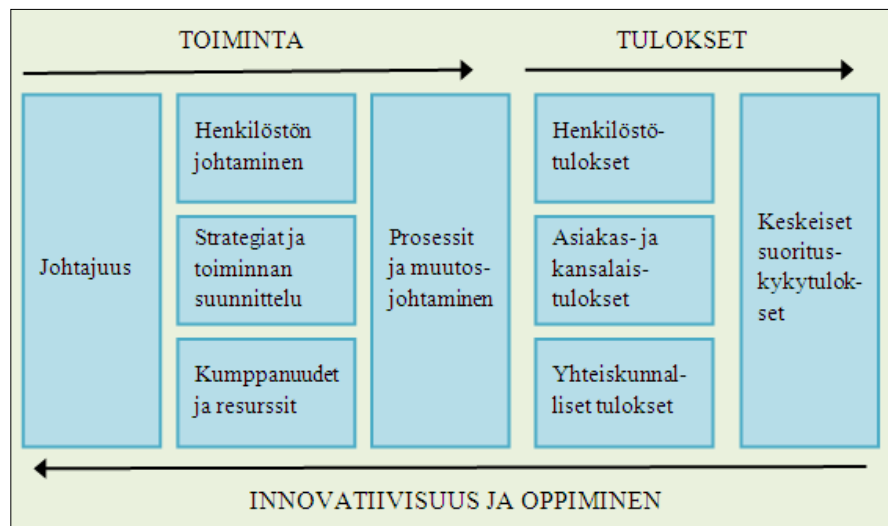 TOIMINTA
TULOKSET
Johtajuus
Henkilöstön
johtaminen
Strategiat ja
toiminnan
suunnittelu
Kumppanuudet
ja resurssit
Prosessit
ja muutos-
johtaminen
Henkilöstö-
tulokset
Asiakas- ja
kansalais-
tulokset
Yhteiskunnal-
liset tulokset
Keskeiset
suoritus-
kykytulok-
set
INNOVATIIVISUUS JA OPPIMINEN